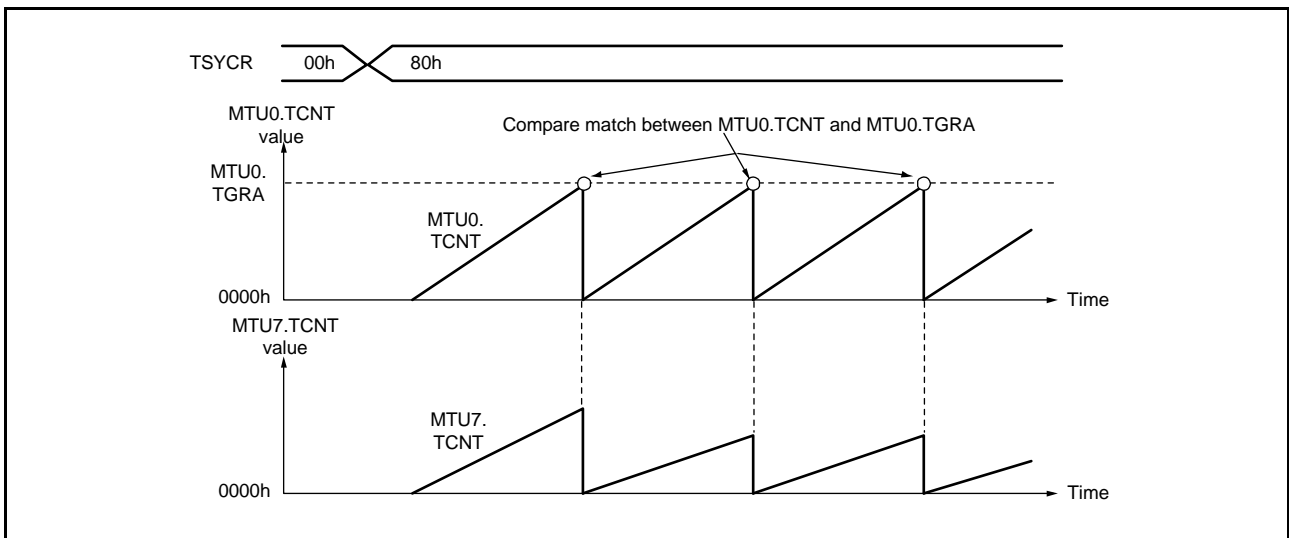 TSYCR 00h 80h
MTU0.TCNT
value
Compare match between MTU0.TCNT and MTU0.TGRA
MTU0.
TGRA
MTU0.
TCNT
0000h
Time
MTU7.TCNT
value
MTU7.
TCNT
0000h
Time